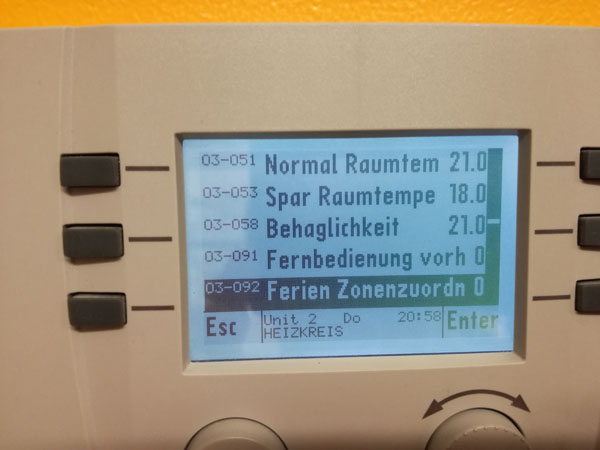 03-051 Normal Raumtem 21.0
03-053 Spar Raumtempe 18.0
03-058 Behaglichkeit 21.0
03-091 Fernbedienung vorh 0
03-092 Ferien Zonenzuordn 0
Esc Unit 2 Do 20:58 Enter
HEIZKREIS